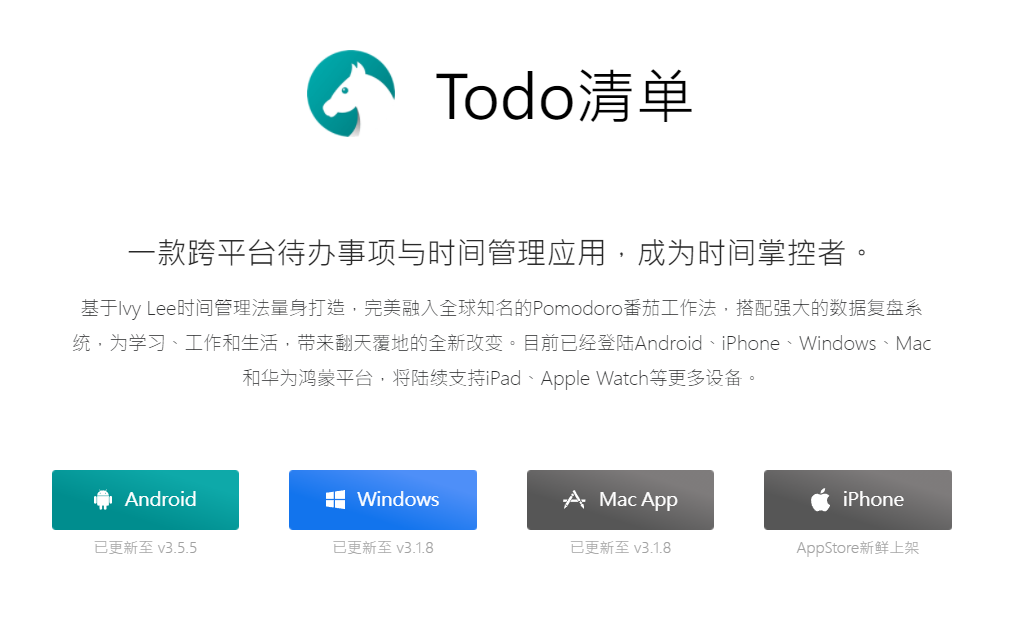 Todo清单
一款跨平台待办事项与时间管理应用，成为时间掌控者。
基于Ivy Lee时间管理法量身打造，完美融入全球知名的Pomodoro番茄工作法，搭配强大的数据复盘系
统，为学习、工作和生活，带来翻天覆地的全新改变。目前已经登陆Android、iPhone、Windows、Mac
和华为鸿蒙平台，将陆续支持iPad、Apple Watch等更多设备。
Android
Windows
Mac App
iPhone
已更新至 v3.5.5
已更新至 v3.1.8
已更新至 v3.1.8
AppStore新鲜上架